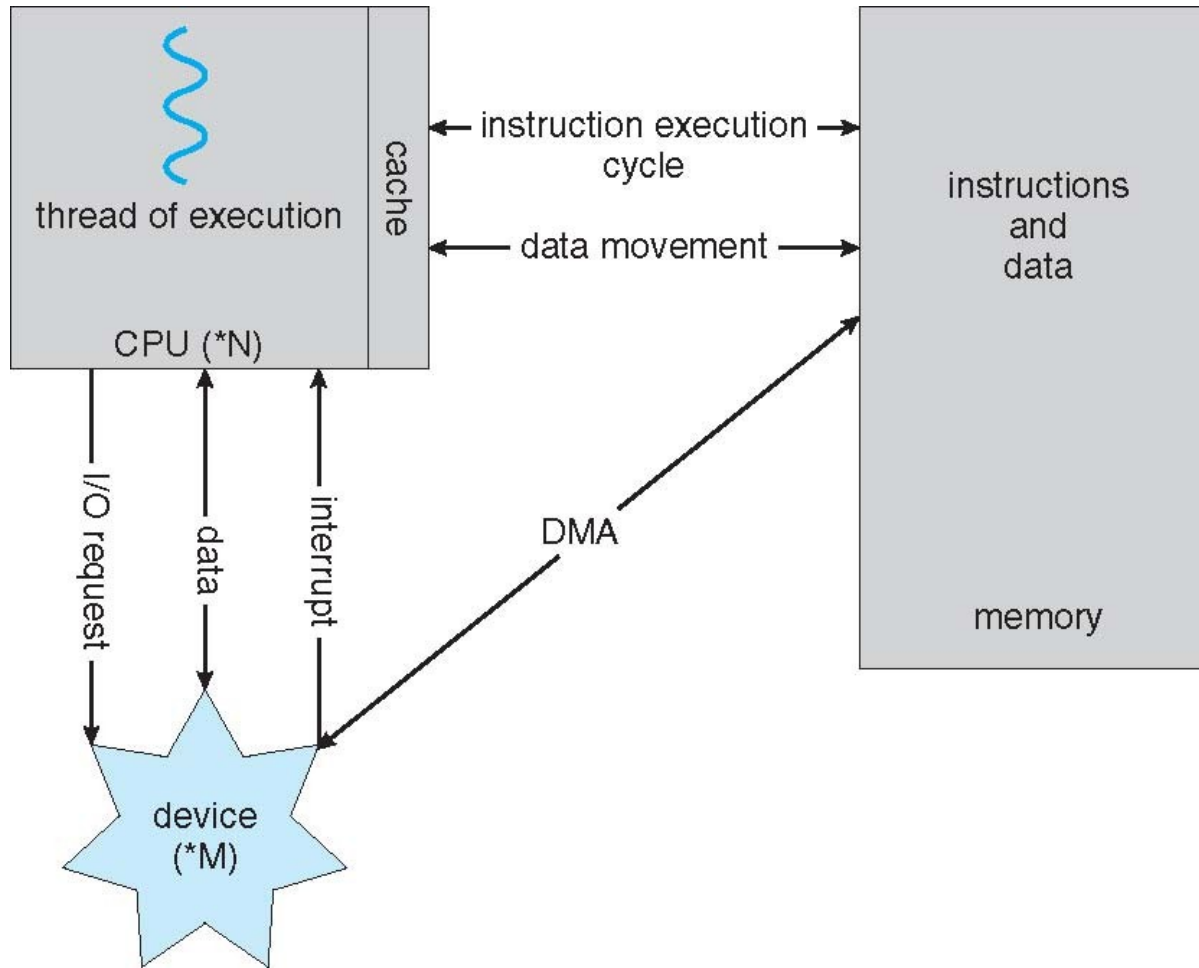 thread of execution
CPU (*N)
cache
instruction execution
cycle
data movement
instructions
and
data
memory
I/O request
data
interrupt
DMA
device
(*M)